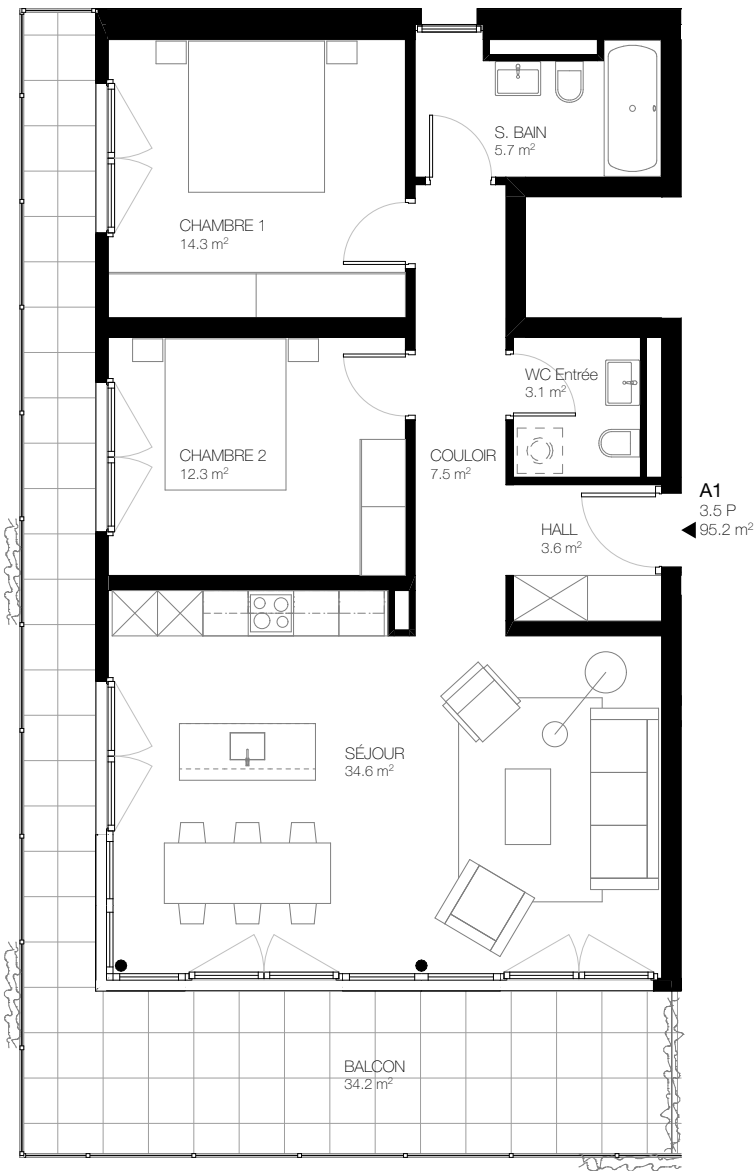 S. BAIN
5.7 m²
CHAMBRE 1
14.3 m²
WC Entrée
3.1 m²
CHAMBRE 2
12.3 m²
COULOIR
7.5 m²
A1
3.5 P
95.2 m²
HALL
3.6 m²
SÉJOUR
34.6 m²
BALCON
34.2 m²